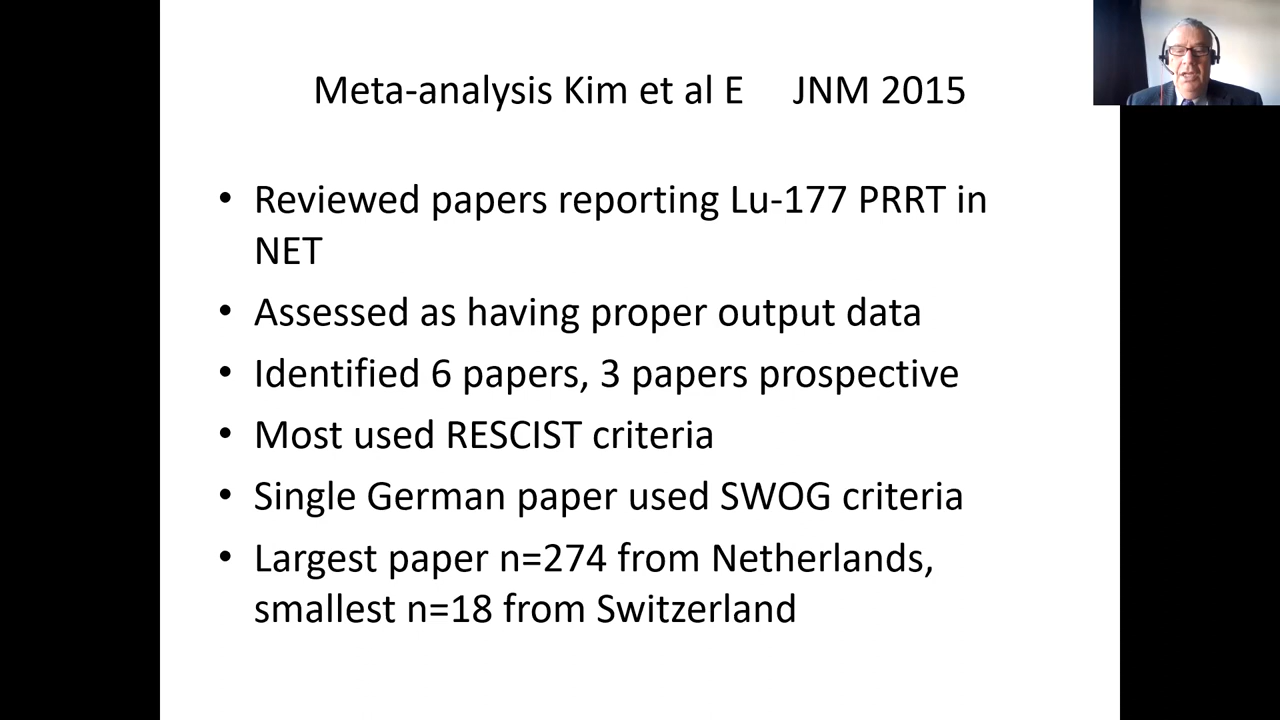 Meta-analysis Kim et al E JNM 2015
• Reviewed papers reporting Lu-177 PRRT in
NET
• Assessed as having proper output data
• Identified 6 papers, 3 papers prospective
• Most used RESCIST criteria
• Single German paper used SWOG criteria
• Largest paper n=274 from Netherlands,
smallest n=18 from Switzerland